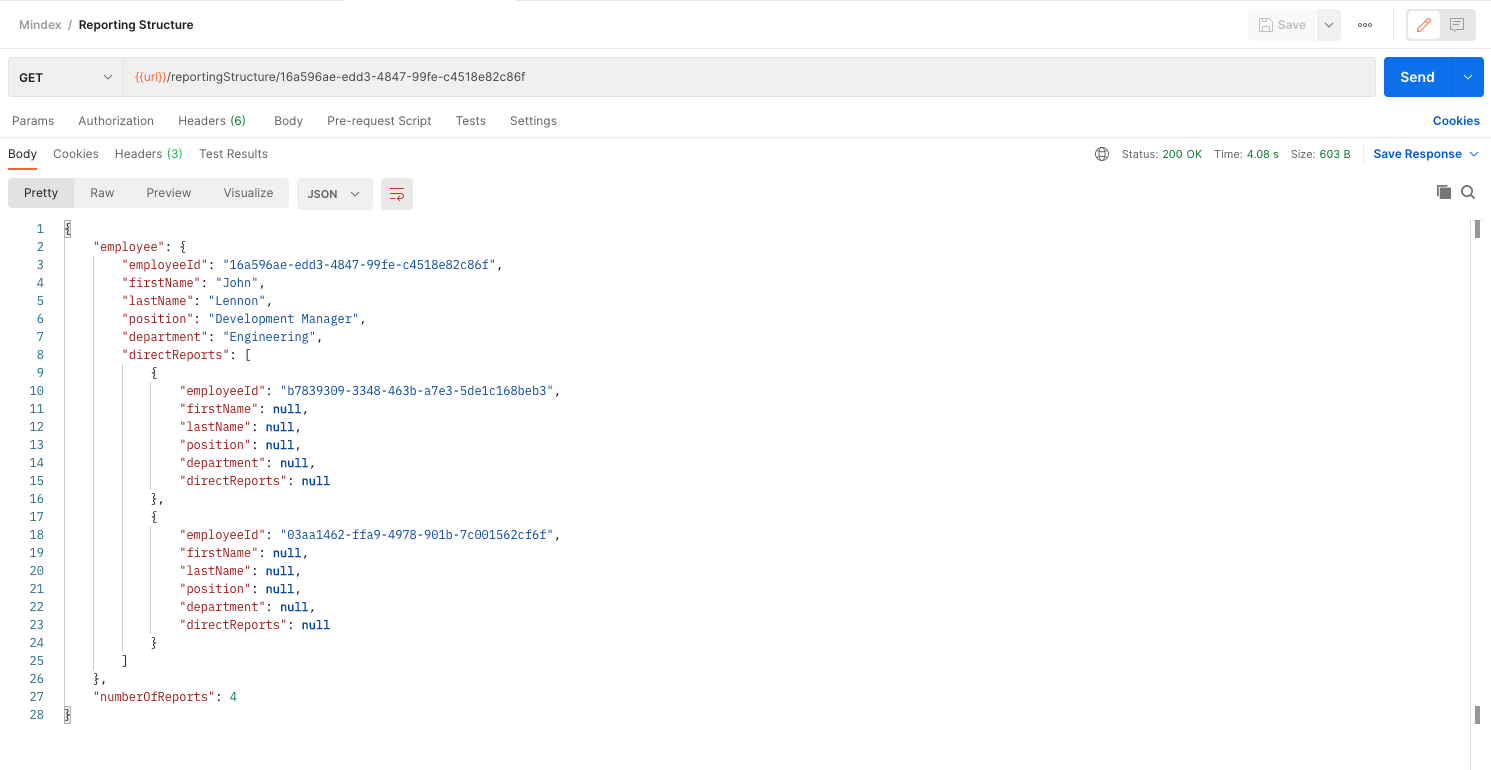 Mindex / Reporting Structure
Save
GET
{{url}}/reportingStructure/16a596ae-edd3-4847-99fe-c4518e82c86f
Send
Params Authorization Headers (6) Body Pre-request Script Tests Settings Cookies
Body Cookies Headers (3) Test Results Status: 200 OK Time: 4.08 s Size: 603 B Save Response
Pretty Raw Preview Visualize JSON
1 {
2 "employee": {
3 "employeeId": "16a596ae-edd3-4847-99fe-c4518e82c86f",
4 "firstName": "John",
5 "lastName": "Lennon",
6 "position": "Development Manager",
7 "department": "Engineering",
8 "directReports": [
9 {
10 "employeeId": "b7839309-3348-463b-a7e3-5de1c168beb3",
11 "firstName": null,
12 "lastName": null,
13 "position": null,
14 "department": null,
15 "directReports": null
16 },
17 {
18 "employeeId": "03aa1462-ffa9-4978-901b-7c001562cf6f",
19 "firstName": null,
20 "lastName": null,
21 "position": null,
22 "department": null,
23 "directReports": null
24 }
25 ]
26 },
27 "numberOfReports": 4
28 }